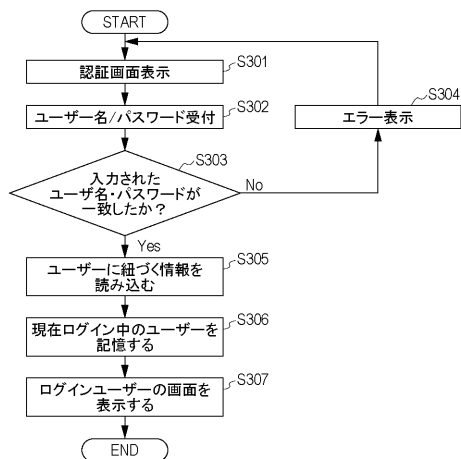 START
認証画面表示
S301
ユーザー名/パスワード受付
S302
S304
エラー表示
S303
入力された
ユーザ名・パスワードが
一致したか？
No
Yes
ユーザーに紐づく情報を
読み込む
S305
現在ログイン中のユーザーを
記憶する
S306
ログインユーザーの画面を
表示する
S307
END